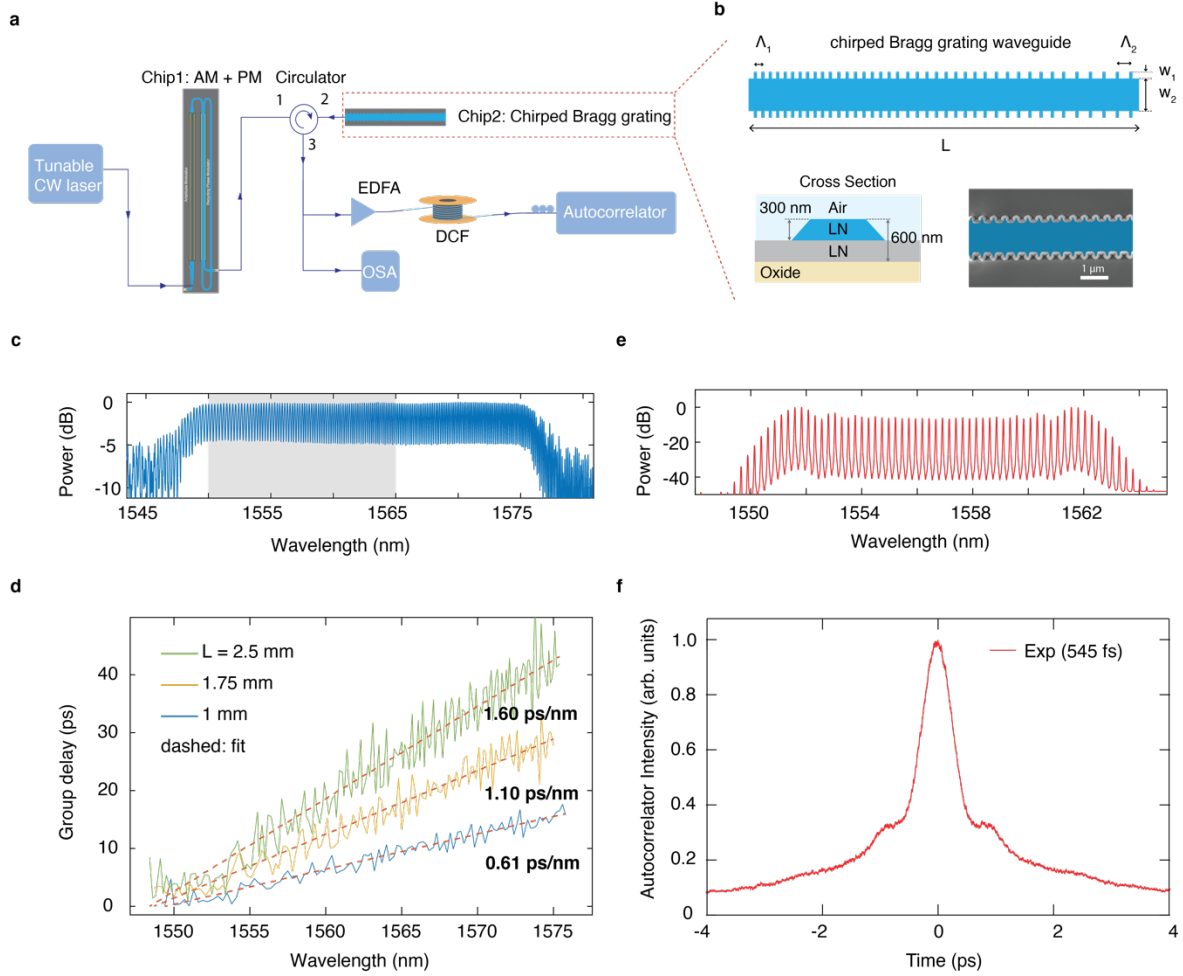 a
Chip1: AM + PM
Circulator
1
2
3
Chip2: Chirped Bragg grating
Tunable
CW laser
EDFA
DCF
Autocorrelator
OSA
b
Λ1
chirped Bragg grating waveguide
Λ2
w1
w2
L
Cross Section
300 nm
Air
LN
600 nm
LN
Oxide
1 μm
c
Power (dB)
0
-5
-10
1545
1555
1565
1575
Wavelength (nm)
e
Power (dB)
0
-20
-40
1550
1554
1558
1562
Wavelength (nm)
d
Group delay (ps)
40
30
20
10
0
L = 2.5 mm
1.75 mm
1 mm
dashed: fit
1.60 ps/nm
1.10 ps/nm
0.61 ps/nm
1550
1555
1560
1565
1570
1575
Wavelength (nm)
f
Autocorrelator Intensity (arb. units)
1.0
0.8
0.6
0.4
0.2
0
Exp (545 fs)
-4
-2
0
2
4
Time (ps)